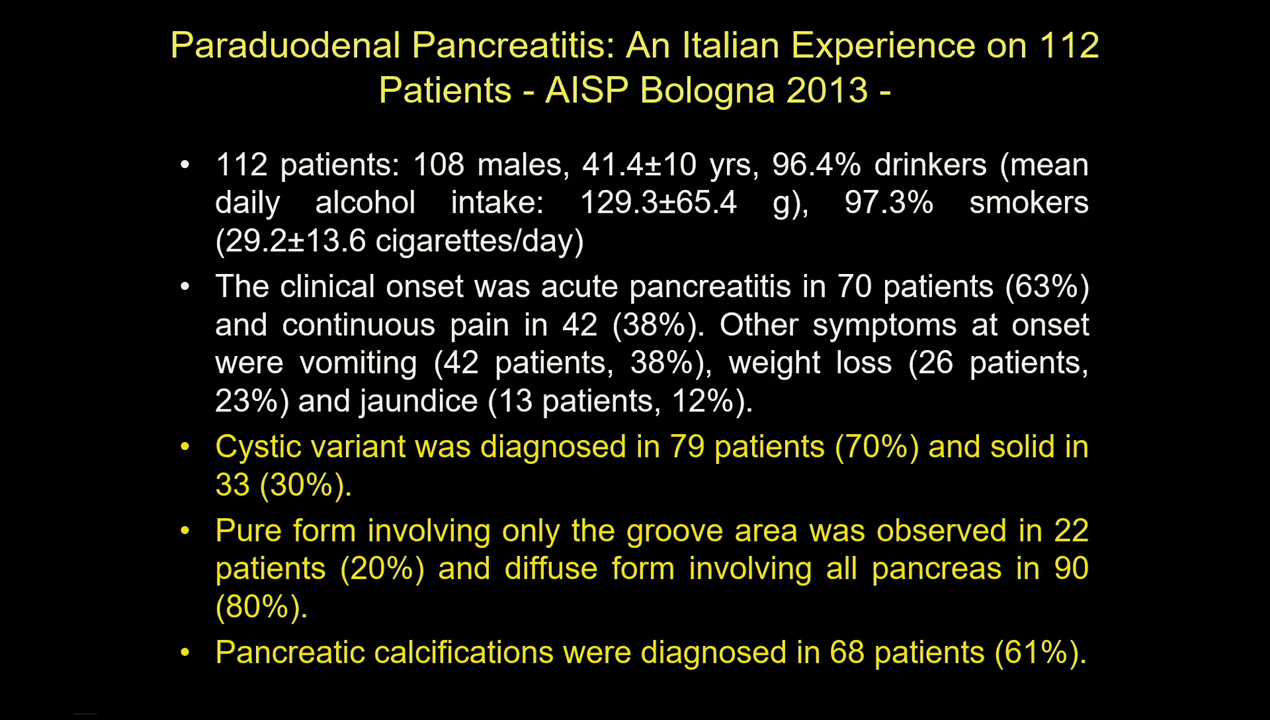 Paraduodenal Pancreatitis: An Italian Experience on 112
Patients - AISP Bologna 2013 -
• 112 patients: 108 males, 41.4±10 yrs, 96.4% drinkers (mean
daily alcohol intake: 129.3±65.4 g), 97.3% smokers
(29.2±13.6 cigarettes/day)
• The clinical onset was acute pancreatitis in 70 patients (63%)
and continuous pain in 42 (38%). Other symptoms at onset
were vomiting (42 patients, 38%), weight loss (26 patients,
23%) and jaundice (13 patients, 12%).
• Cystic variant was diagnosed in 79 patients (70%) and solid in
33 (30%).
• Pure form involving only the groove area was observed in 22
patients (20%) and diffuse form involving all pancreas in 90
(80%).
• Pancreatic calcifications were diagnosed in 68 patients (61%).